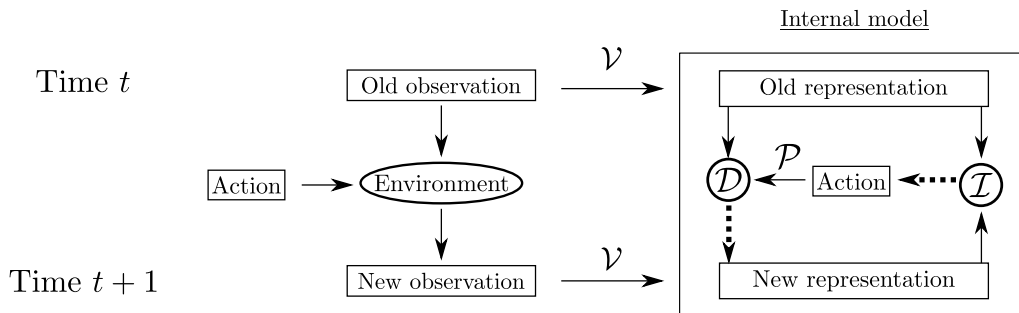 Internal model
Time t
Old observation
𝒱
Old representation
Action
Environment
𝒟
𝒫
Action
ℐ
Time t + 1
New observation
𝒱
New representation